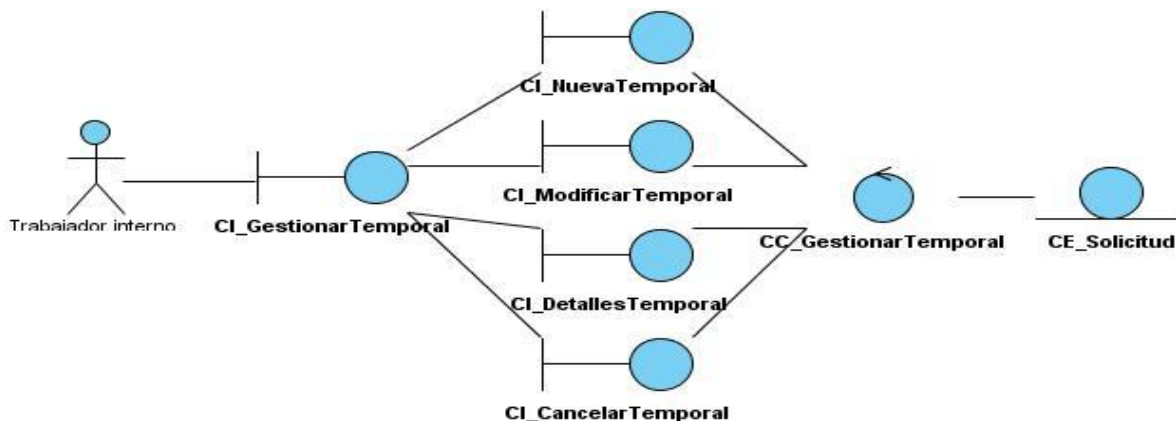 CI_NuevaTemporal
CI_ModificarTemporal
Trabajador interno
CI_GestionarTemporal
CC_GestionarTemporal
CE_Solicitud
CI_DetallesTemporal
CI_CancelarTemporal